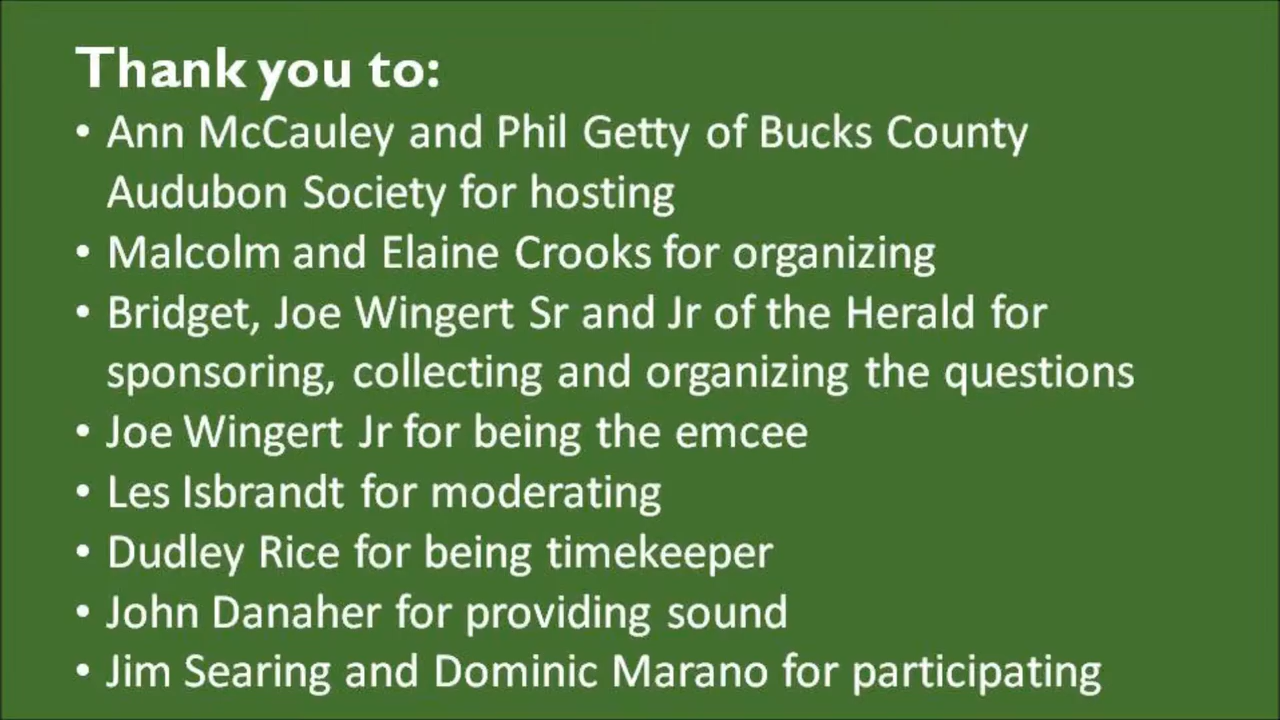 Thank you to:
• Ann McCauley and Phil Getty of Bucks County
Audubon Society for hosting
• Malcolm and Elaine Crooks for organizing
• Bridget, Joe Wingert Sr and Jr of the Herald for
sponsoring, collecting and organizing the questions
• Joe Wingert Jr for being the emcee
• Les Isbrandt for moderating
• Dudley Rice for being timekeeper
• John Danaher for providing sound
• Jim Searing and Dominic Marano for participating